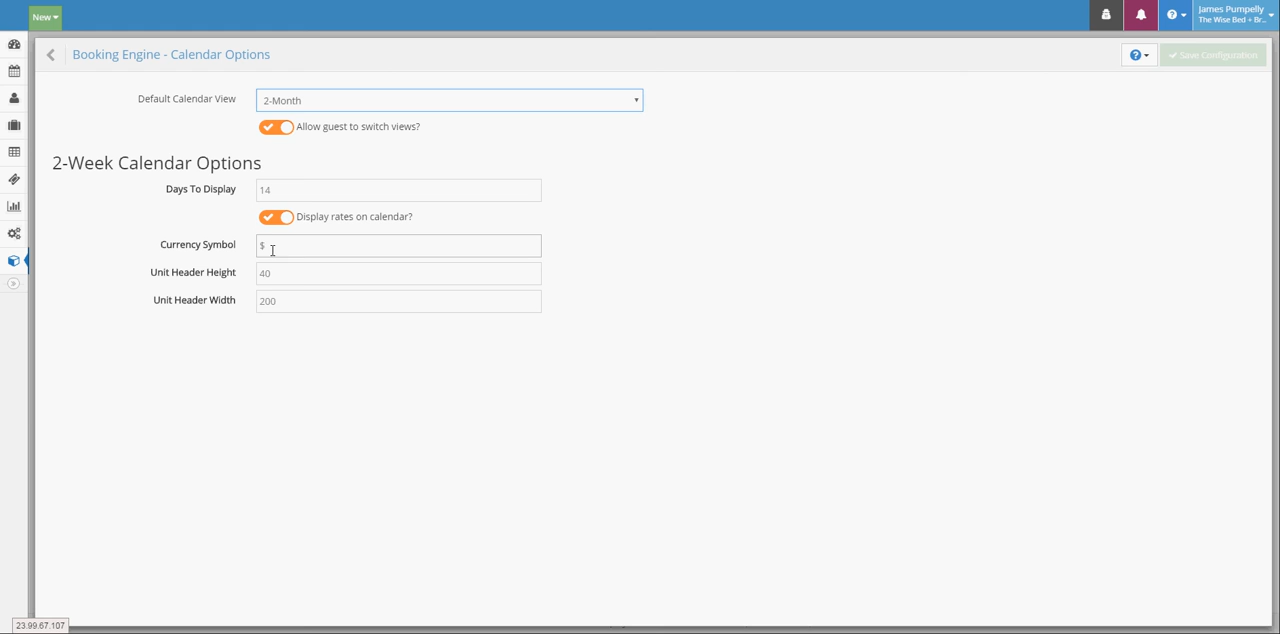 New
James Pumpelly
The Wise Bed + Br...
Booking Engine - Calendar Options
Save Configuration
Default Calendar View
2-Month
Allow guest to switch views?
2-Week Calendar Options
Days To Display
14
Display rates on calendar?
Currency Symbol
$
Unit Header Height
40
Unit Header Width
200
23.99.67.107